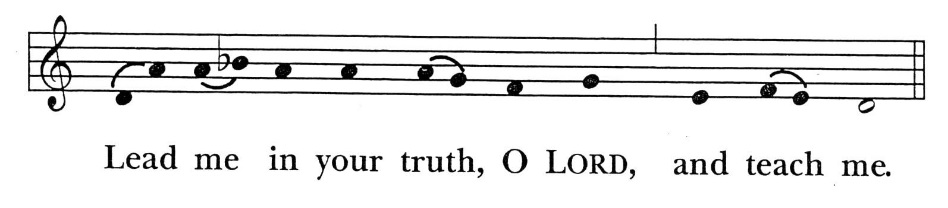 Lead me in your truth, O LORD, and teach me.